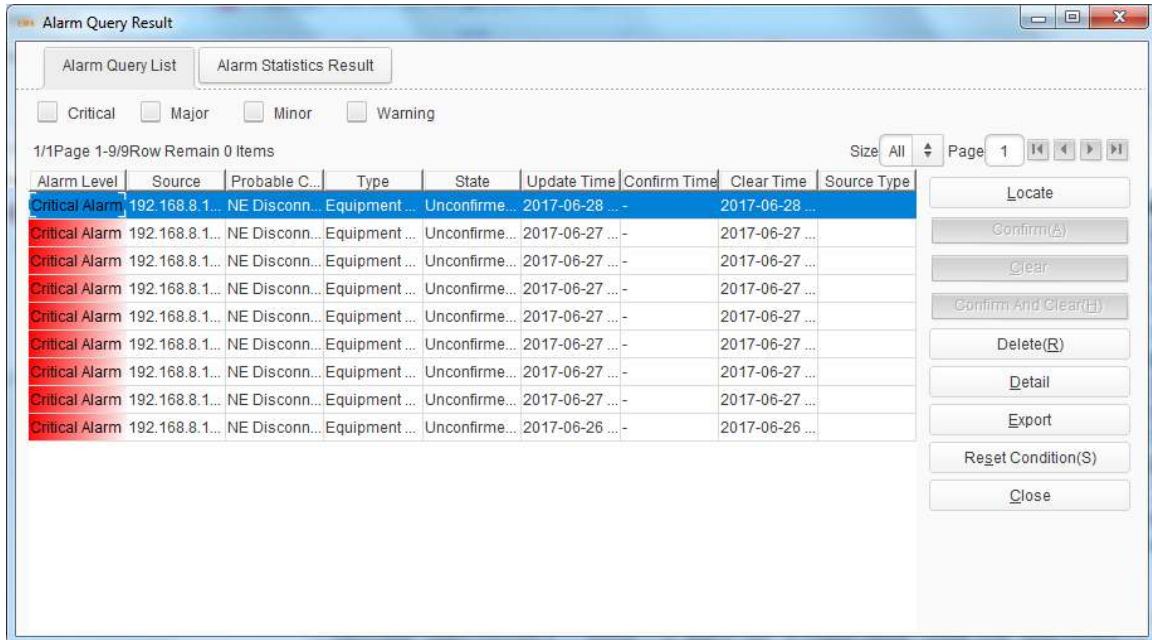 Alarm Query Result
Alarm Query List Alarm Statistics Result
Critical Major Minor Warning
1/1Page 1-9/9Row Remain 0 Items Size All Page 1
Alarm Level Source Probable C... Type State Update Time Confirm Time Clear Time Source Type
Critical Alarm 192.168.8.1... NE Disconn... Equipment ... Unconfirme... 2017-06-28 ... - 2017-06-28 ...
Critical Alarm 192.168.8.1... NE Disconn... Equipment ... Unconfirme... 2017-06-27 ... - 2017-06-27 ...
Critical Alarm 192.168.8.1... NE Disconn... Equipment ... Unconfirme... 2017-06-27 ... - 2017-06-27 ...
Critical Alarm 192.168.8.1... NE Disconn... Equipment ... Unconfirme... 2017-06-27 ... - 2017-06-27 ...
Critical Alarm 192.168.8.1... NE Disconn... Equipment ... Unconfirme... 2017-06-27 ... - 2017-06-27 ...
Critical Alarm 192.168.8.1... NE Disconn... Equipment ... Unconfirme... 2017-06-27 ... - 2017-06-27 ...
Critical Alarm 192.168.8.1... NE Disconn... Equipment ... Unconfirme... 2017-06-27 ... - 2017-06-27 ...
Critical Alarm 192.168.8.1... NE Disconn... Equipment ... Unconfirme... 2017-06-27 ... - 2017-06-27 ...
Critical Alarm 192.168.8.1... NE Disconn... Equipment ... Unconfirme... 2017-06-26 ... - 2017-06-26 ...
Locate
Confirm(A)
Clear
Confirm And Clear(H)
Delete(R)
Detail
Export
Reset Condition(S)
Close